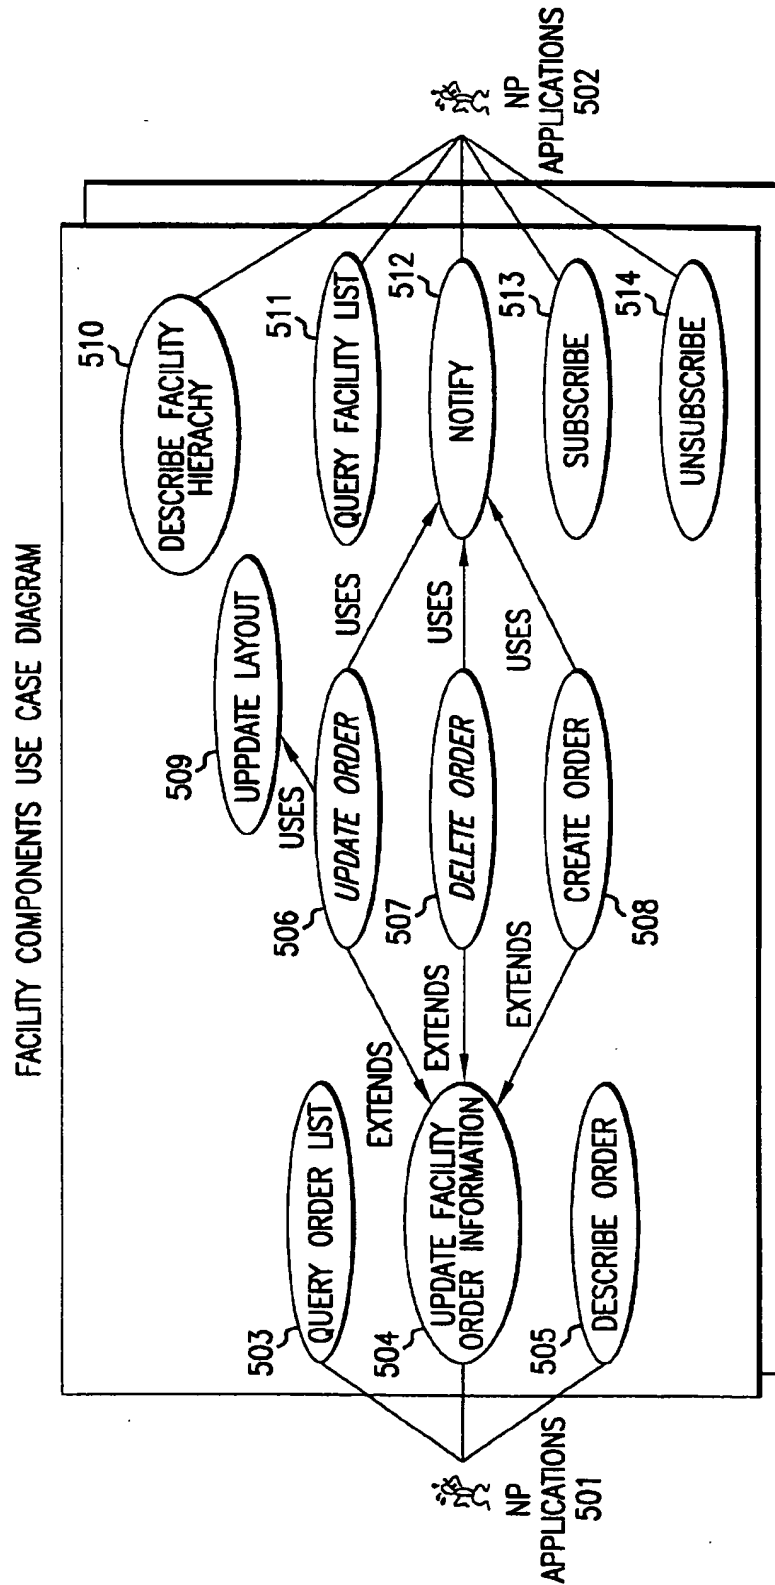 FACILITY COMPONENTS USE CASE DIAGRAM
503
QUERY ORDER LIST
504
UPDATE FACILITY
ORDER INFORMATION
505
DESCRIBE ORDER
NP
APPLICATIONS
501
EXTENDS
EXTENDS
EXTENDS
509
UPPDATE LAYOUT
USES
506
UPDATE ORDER
507
DELETE ORDER
CREATE ORDER
508
USES
USES
USES
510
DESCRIBE FACILITY
HIERACHY
511
QUERY FACILITY LIST
512
NOTIFY
513
SUBSCRIBE
514
UNSUBSCRIBE
NP
APPLICATIONS
502